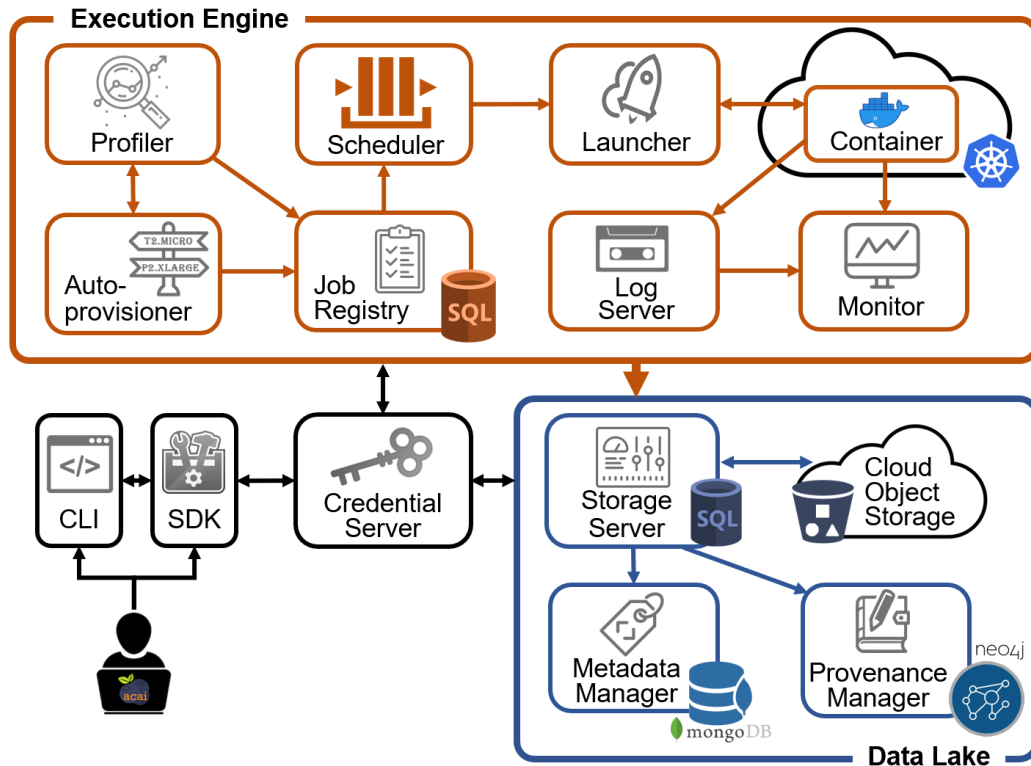 Execution Engine
Profiler
Scheduler
Launcher
Container
T2.MICRO
P2.XLARGE
Auto-
provisioner
Job
Registry
SQL
Log
Server
Monitor
</>
CLI
SDK
Credential
Server
Storage
Server
SQL
Cloud
Object
Storage
acai
Metadata
Manager
mongoDB
Provenance
Manager
neo4j
Data Lake